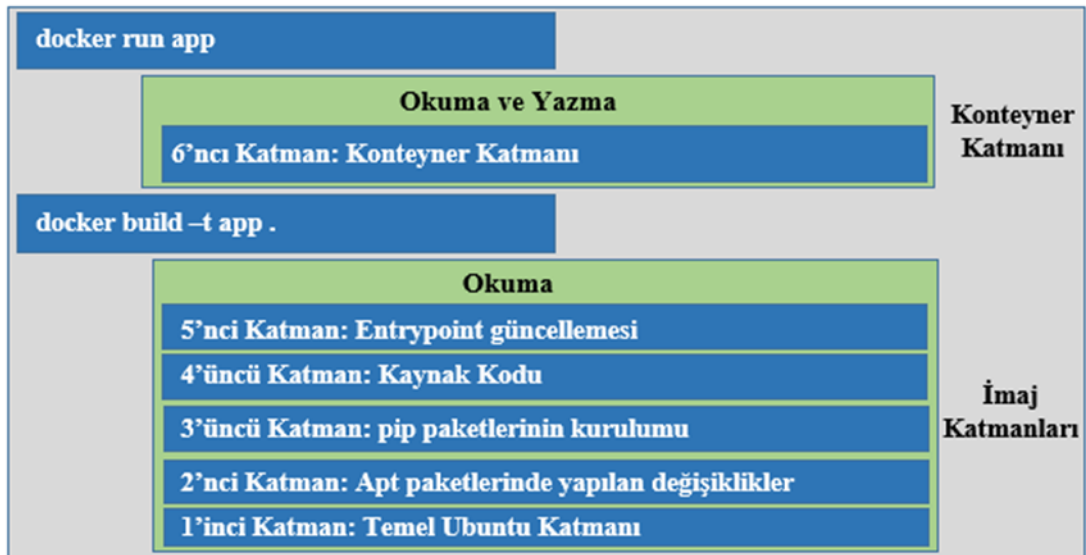 docker run app
Okuma ve Yazma
6’ncı Katman: Konteyner Katmanı
Konteyner
Katmanı
docker build –t app .
Okuma
5’nci Katman: Entrypoint güncellemesi
4’üncü Katman: Kaynak Kodu
3’üncü Katman: pip paketlerinin kurulumu
2’nci Katman: Apt paketlerinde yapılan değişiklikler
1’inci Katman: Temel Ubuntu Katmanı
İmaj
Katmanları